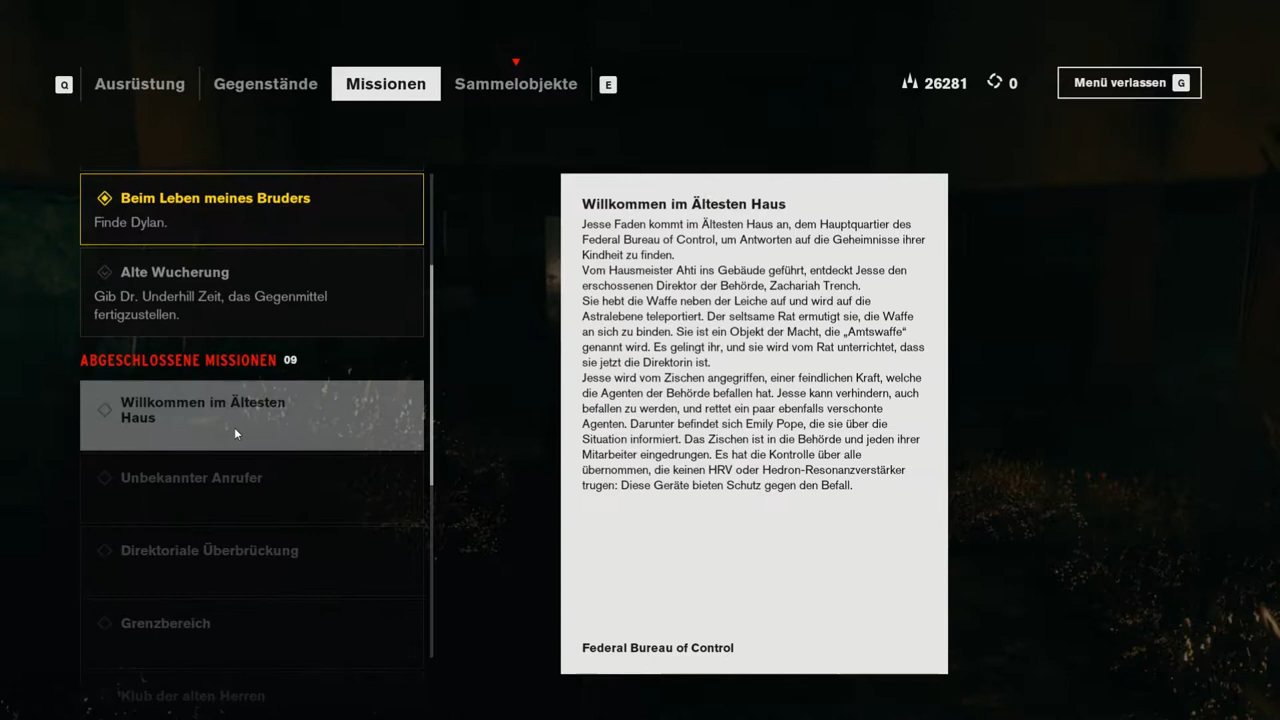 Q
Ausrüstung
Gegenstände
Missionen
Sammelobjekte
E
26281
0
Menü verlassen G
Beim Leben meines Bruders
Finde Dylan.
Alte Wucherung
Gib Dr. Underhill Zeit, das Gegenmittel
fertigzustellen.
ABGESCHLOSSENE MISSIONEN 09
Willkommen im Ältesten
Haus
Unbekannter Anrufer
Direktoriale Überbrückung
Grenzbereich
Klub der alten Herren
Willkommen im Ältesten Haus
Jesse Faden kommt im Ältesten Haus an, dem Hauptquartier des
Federal Bureau of Control, um Antworten auf die Geheimnisse ihrer
Kindheit zu finden.
Vom Hausmeister Ahti ins Gebäude geführt, entdeckt Jesse den
erschossenen Direktor der Behörde, Zachariah Trench.
Sie hebt die Waffe neben der Leiche auf und wird auf die
Astralebene teleportiert. Der seltsame Rat ermutigt sie, die Waffe
an sich zu binden. Sie ist ein Objekt der Macht, die „Amtswaffe“
genannt wird. Es gelingt ihr, und sie wird vom Rat unterrichtet, dass
sie jetzt die Direktorin ist.
Jesse wird vom Zischen angegriffen, einer feindlichen Kraft, welche
die Agenten der Behörde befallen hat. Jesse kann verhindern, auch
befallen zu werden, und rettet ein paar ebenfalls verschonte
Agenten. Darunter befindet sich Emily Pope, die sie über die
Situation informiert. Das Zischen ist in die Behörde und jeden ihrer
Mitarbeiter eingedrungen. Es hat die Kontrolle über alle
übernommen, die keinen HRV oder Hedron-Resonanzverstärker
trugen: Diese Geräte bieten Schutz gegen den Befall.
Federal Bureau of Control